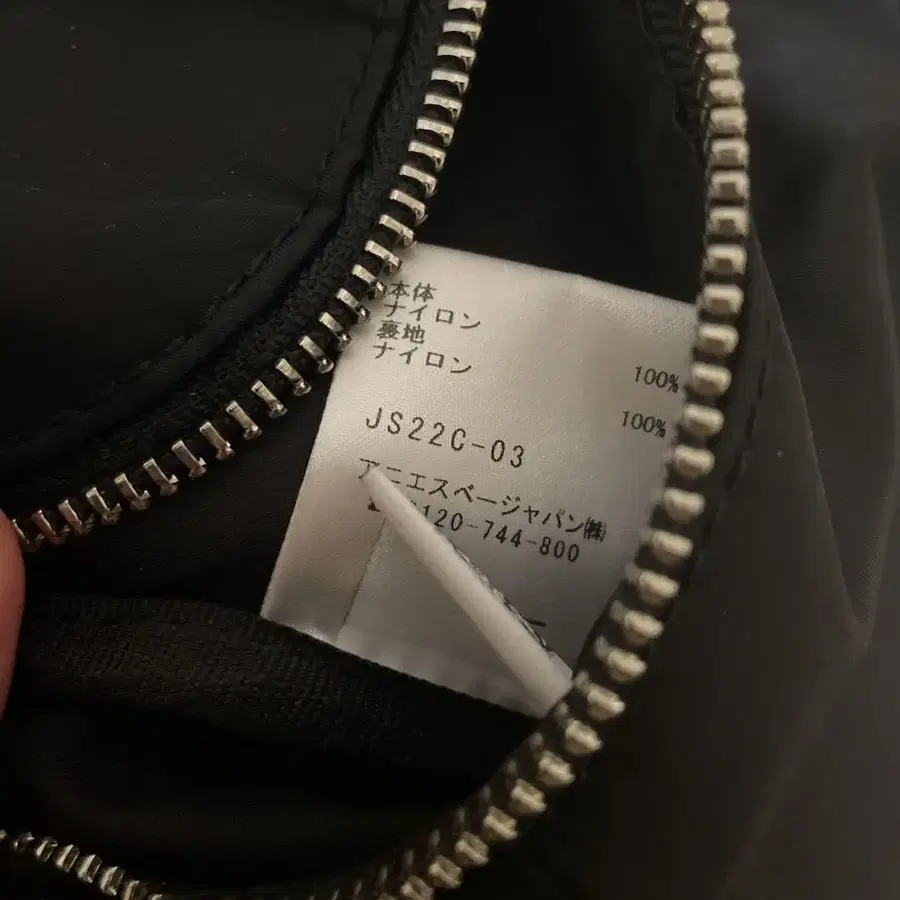 本体
ナイロン 100%
裏地
ナイロン 100%
JS22C-03
アニエスベージャパン㈱
120-744-800